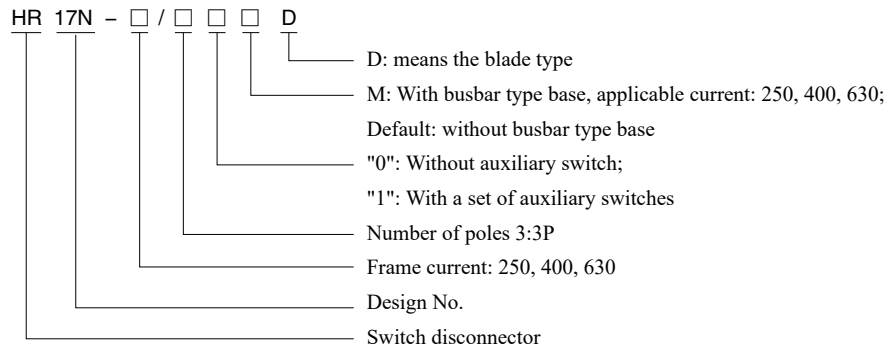 HR 17N – □ / □ □ □ D
D: means the blade type
M: With busbar type base, applicable current: 250, 400, 630;
Default: without busbar type base
"0": Without auxiliary switch;
"1": With a set of auxiliary switches
Number of poles 3:3P
Frame current: 250, 400, 630
Design No.
Switch disconnector